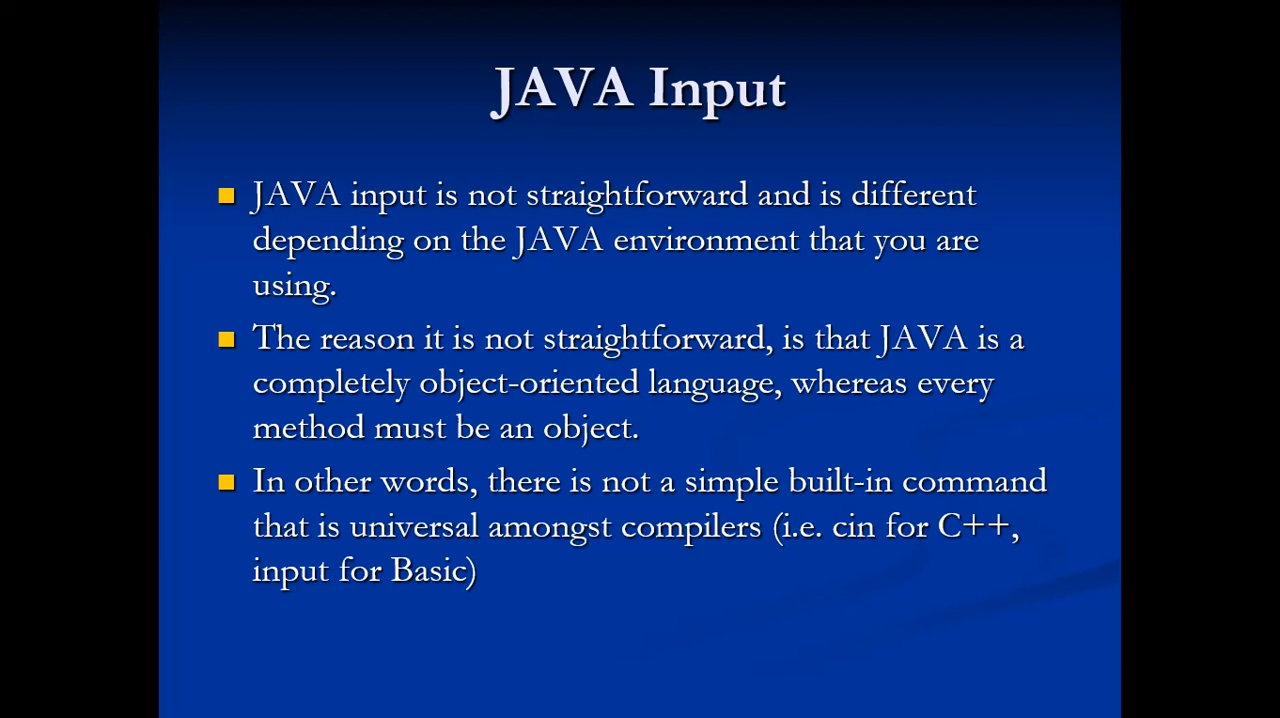 JAVA Input
JAVA input is not straightforward and is different
depending on the JAVA environment that you are
using.
The reason it is not straightforward, is that JAVA is a
completely object-oriented language, whereas every
method must be an object.
In other words, there is not a simple built-in command
that is universal amongst compilers (i.e. cin for C++,
input for Basic)